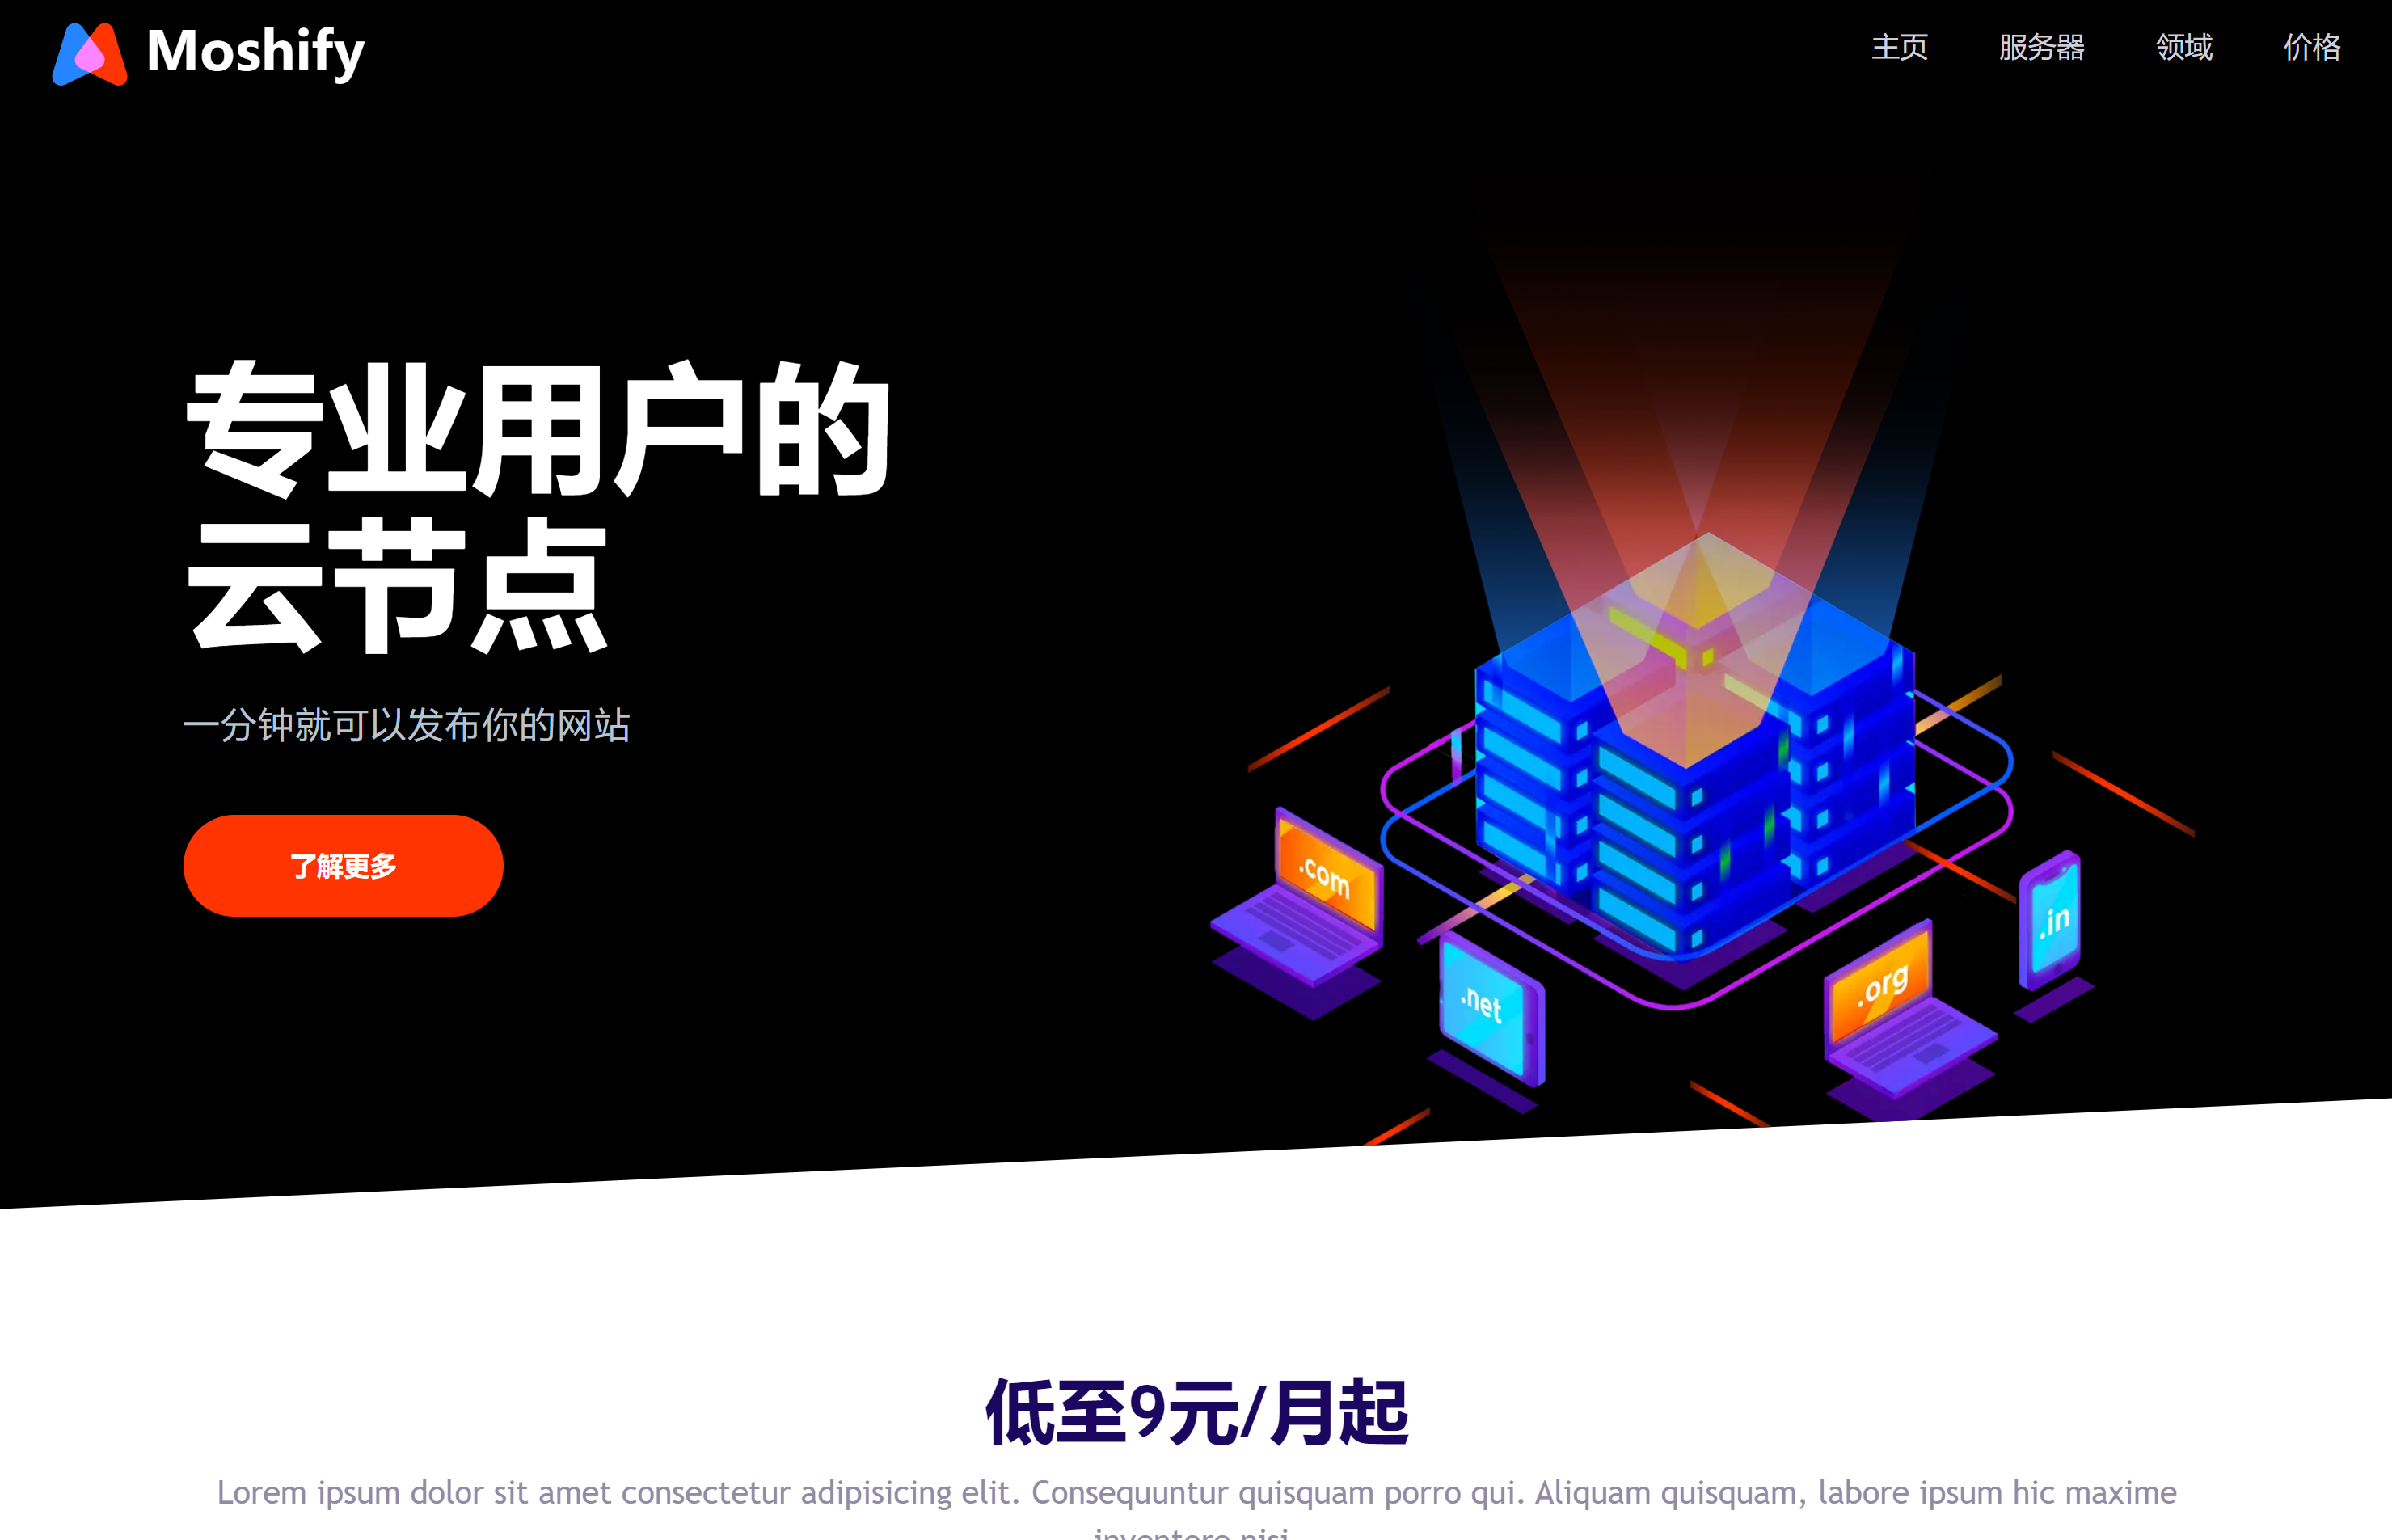 Moshify
主页 服务器 领域 价格
专业用户的
云节点
一分钟就可以发布你的网站
了解更多
.com
.net
.org
.in
低至9元/月起
Lorem ipsum dolor sit amet consectetur adipisicing elit. Consequuntur quisquam porro qui. Aliquam quisquam, labore ipsum hic maxime
inventore nisi.